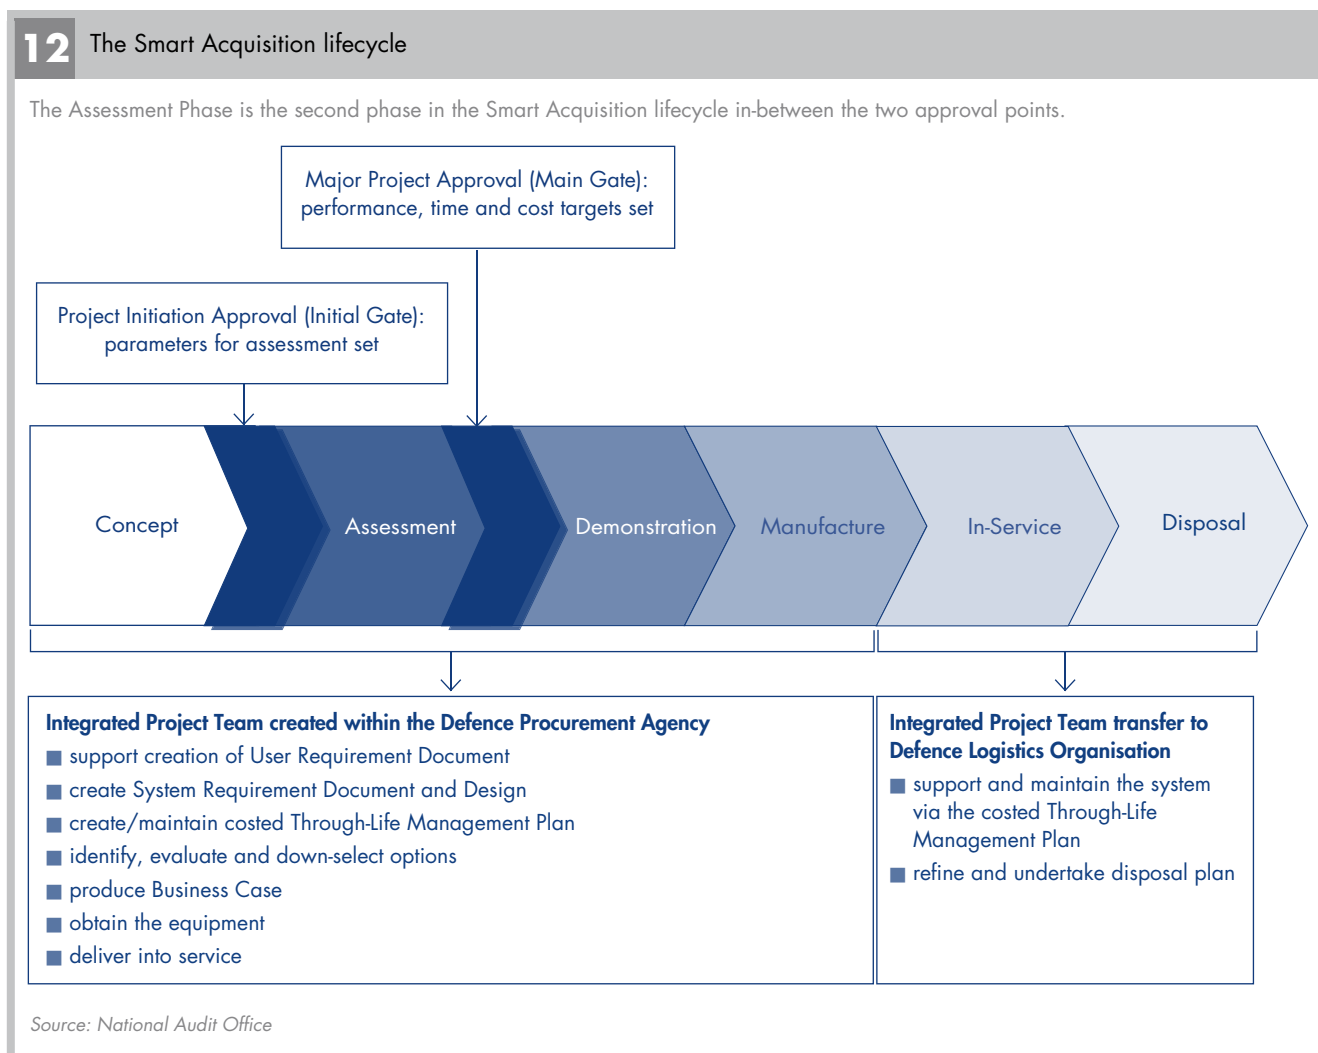 12 The Smart Acquisition lifecycle
The Assessment Phase is the second phase in the Smart Acquisition lifecycle in-between the two approval points.
Major Project Approval (Main Gate):
performance, time and cost targets set
Project Initiation Approval (Initial Gate):
parameters for assessment set
Concept
Assessment
Demonstration
Manufacture
In-Service
Disposal
Integrated Project Team created within the Defence Procurement Agency
■ support creation of User Requirement Document
■ create System Requirement Document and Design
■ create/maintain costed Through-Life Management Plan
■ identify, evaluate and down-select options
■ produce Business Case
■ obtain the equipment
■ deliver into service
Integrated Project Team transfer to
Defence Logistics Organisation
■ support and maintain the system
via the costed Through-Life
Management Plan
■ refine and undertake disposal plan
Source: National Audit Office